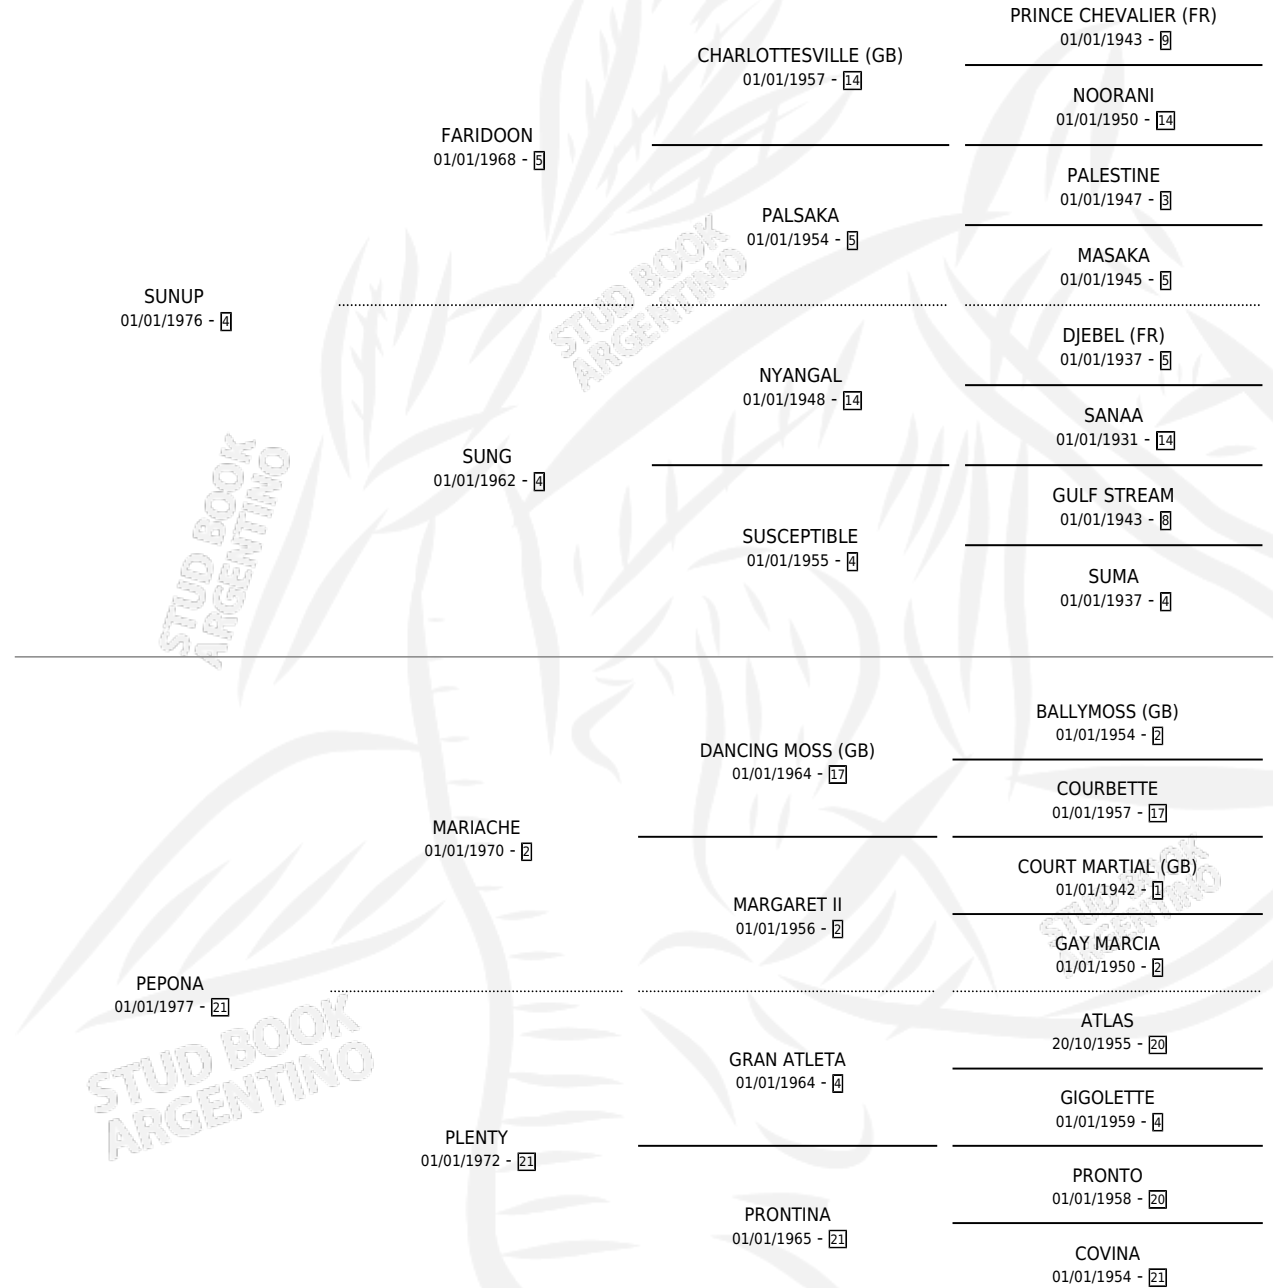 PRINCE CHEVALIER (FR)
01/01/1943 - 9
CHARLOTTESVILLE (GB)
01/01/1957 - 14
NOORANI
01/01/1950 - 14
FARIDOON
01/01/1968 - 5
PALESTINE
01/01/1947 - 3
PALSAKA
01/01/1954 - 5
MASAKA
01/01/1945 - 5
SUNUP
01/01/1976 - 4
DJEBEL (FR)
01/01/1937 - 5
NYANGAL
01/01/1948 - 14
SANAA
01/01/1931 - 14
SUNG
01/01/1962 - 4
GULF STREAM
01/01/1943 - 8
SUSCEPTIBLE
01/01/1955 - 4
SUMA
01/01/1937 - 4
BALLYMOSS (GB)
01/01/1954 - 2
DANCING MOSS (GB)
01/01/1964 - 17
COURBETTE
01/01/1957 - 17
MARIACHE
01/01/1970 - 2
COURT MARTIAL (GB)
01/01/1942 - 1
MARGARET II
01/01/1956 - 2
GAY MARCIA
01/01/1950 - 2
PEPONA
01/01/1977 - 21
ATLAS
20/10/1955 - 20
GRAN ATLETA
01/01/1964 - 4
GIGOLETTE
01/01/1959 - 4
PLENTY
01/01/1972 - 21
PRONTO
01/01/1958 - 20
PRONTINA
01/01/1965 - 21
COVINA
01/01/1954 - 21
STUD BOOK
ARGENTINO
STUD BOOK
ARGENTINO
STUD BOOK
ARGENTINO
STUD BOOK
ARGENTINO